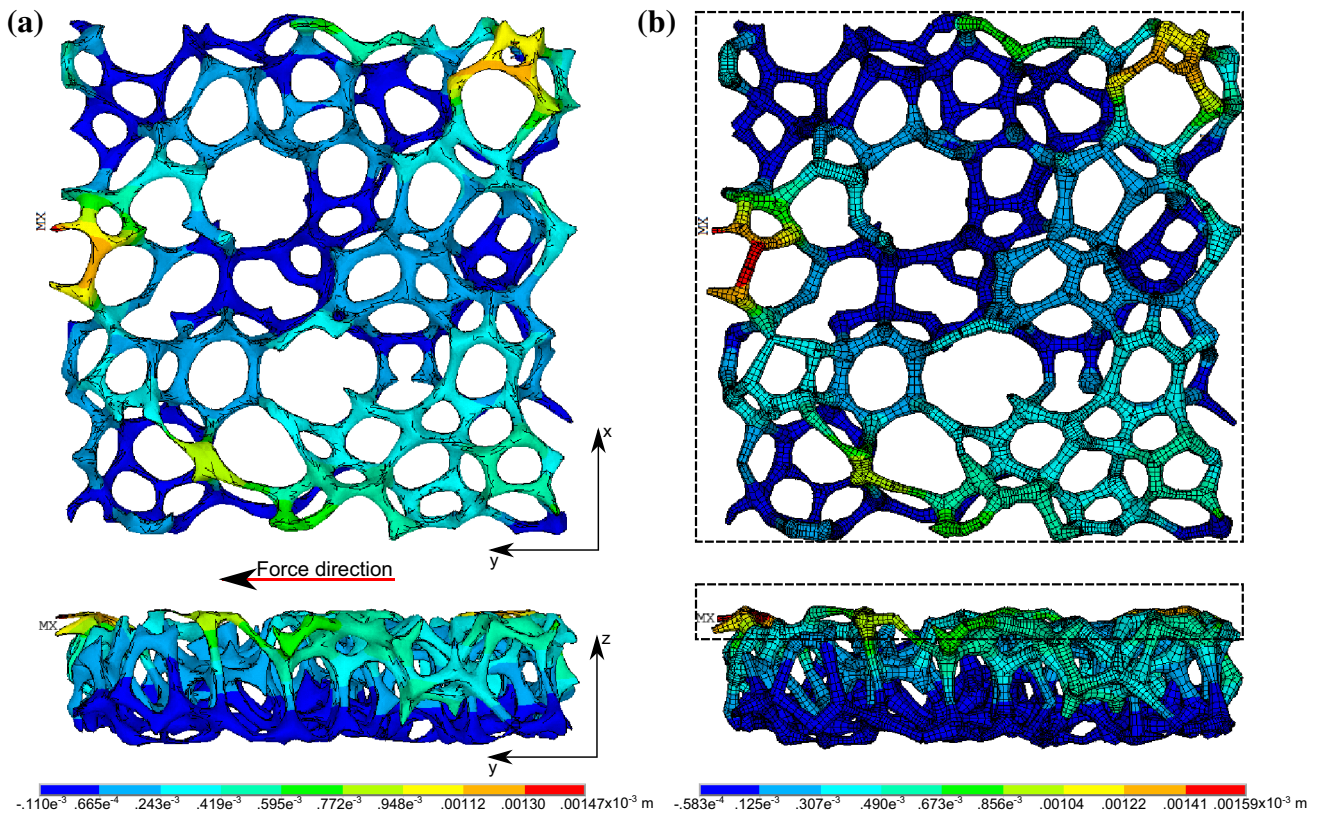 (a) (b)
MX MX
x
y
Force direction
MX MX
z
y
-.110e⁻³ .665e⁻⁴ .243e⁻³ .419e⁻³ .595e⁻³ .772e⁻³ .948e⁻³ .00112 .00130 .00147x10⁻³ m
-.583e⁻⁴ .125e⁻³ .307e⁻³ .490e⁻³ .673e⁻³ .856e⁻³ .00104 .00122 .00141 .00159x10⁻³ m